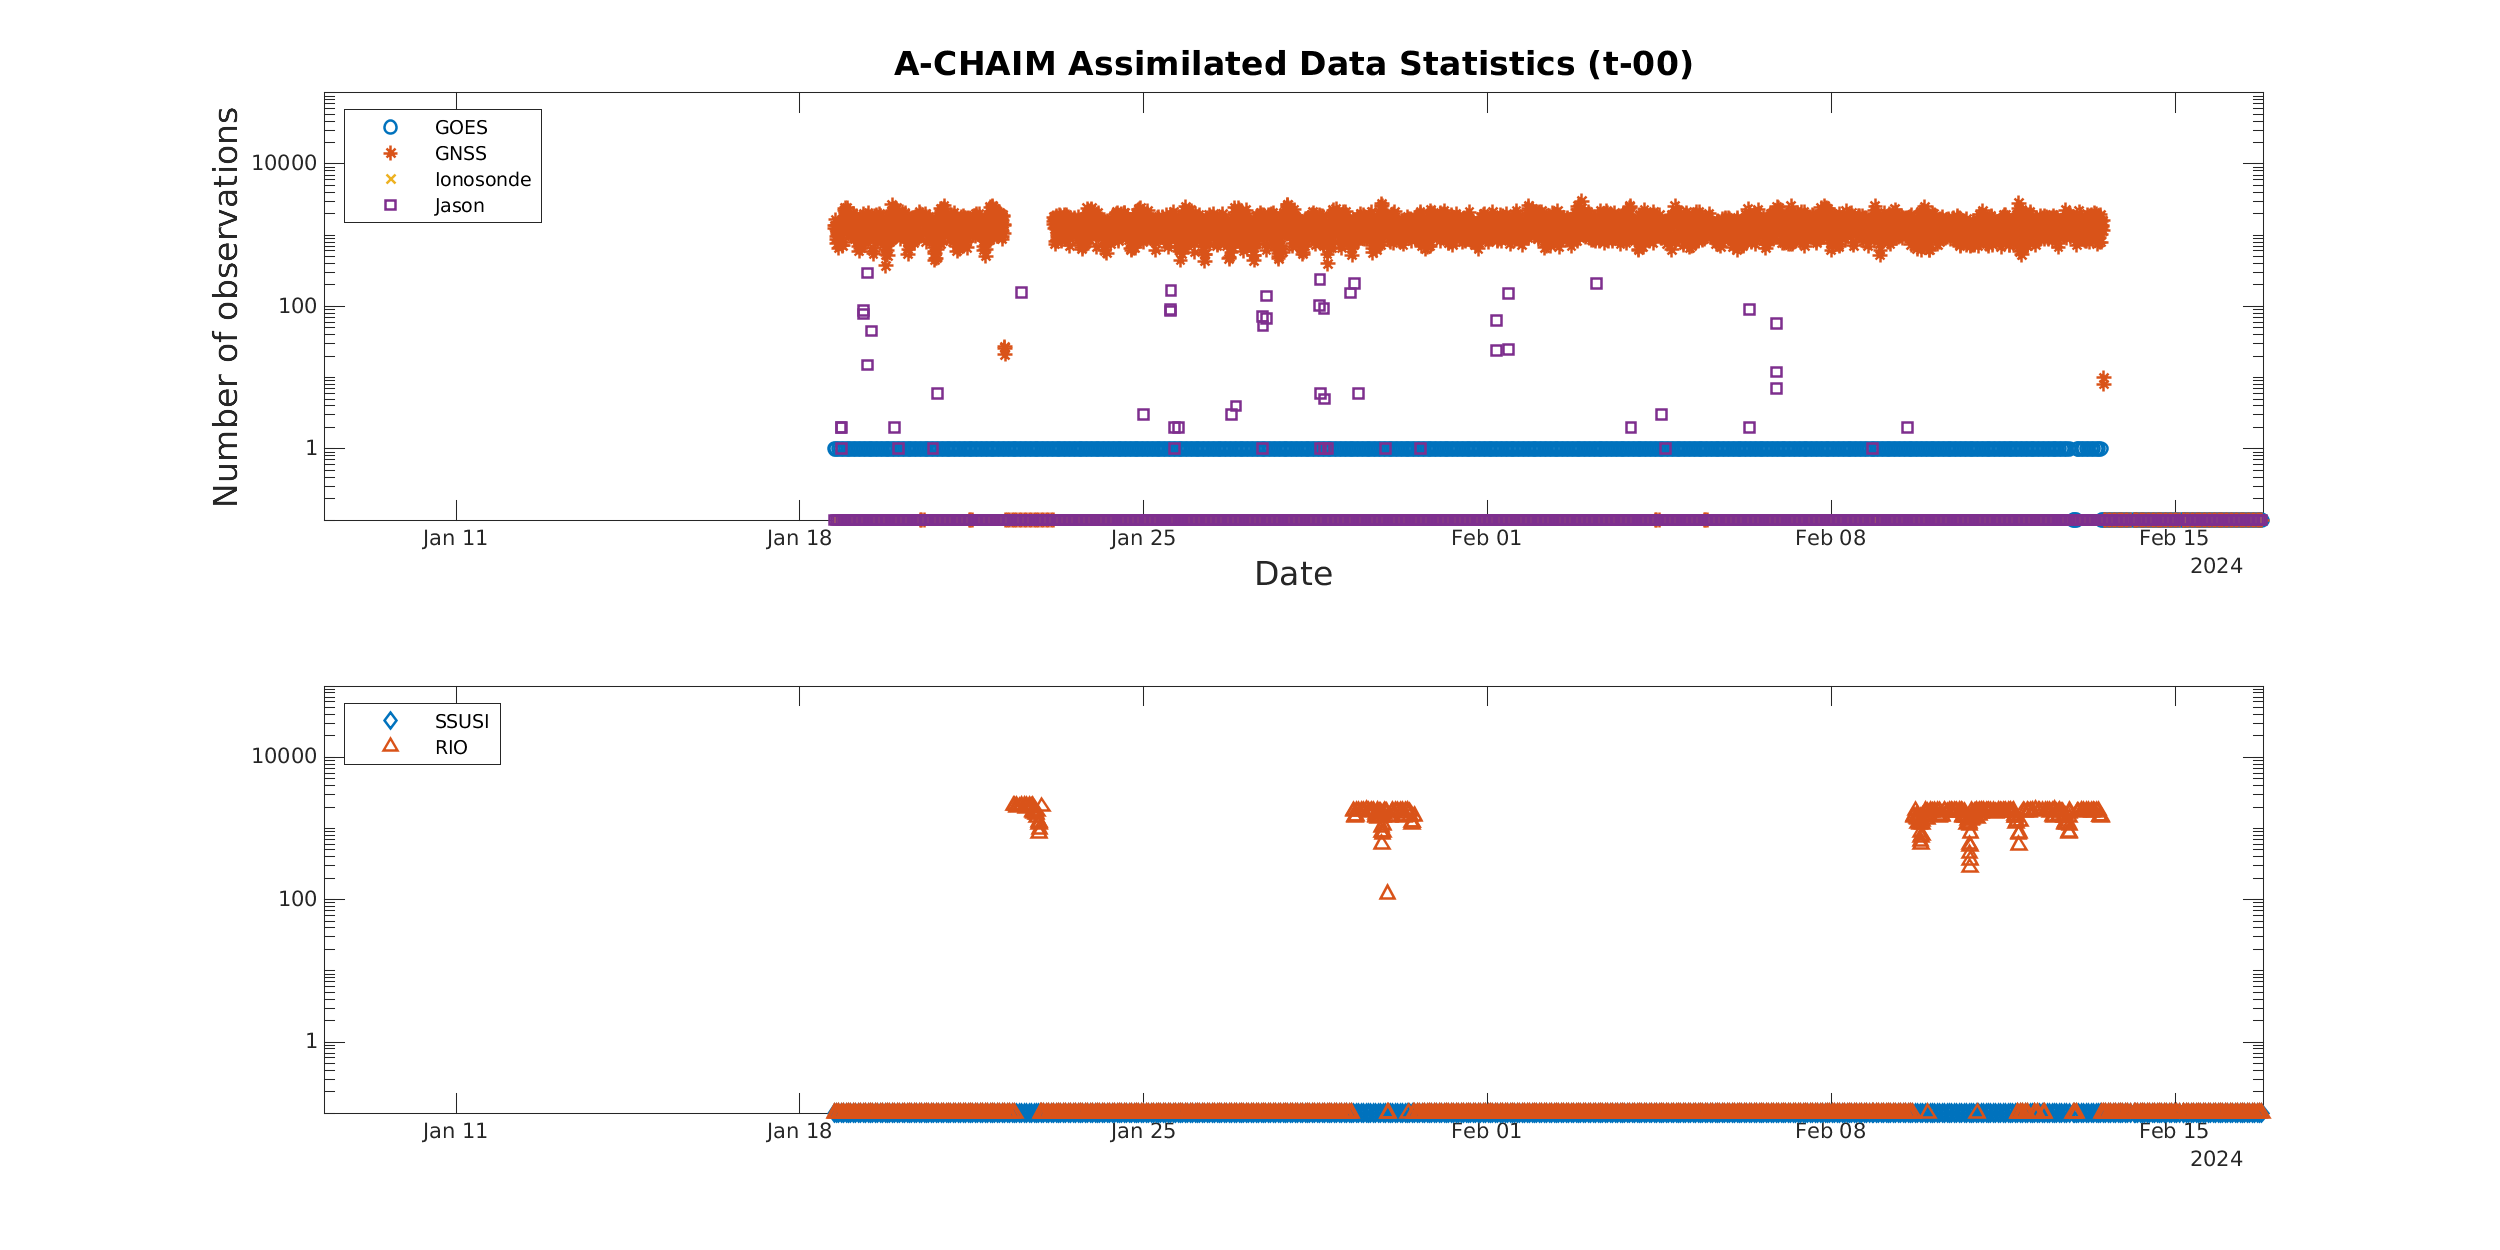 A-CHAIM Assimilated Data Statistics (t-00)
Number of observations
GOES
GNSS
Ionosonde
Jason
10000
100
1
Jan 11 Jan 18 Jan 25 Feb 01 Feb 08 Feb 15
2024
Date
SSUSI
RIO
10000
100
1
Jan 11 Jan 18 Jan 25 Feb 01 Feb 08 Feb 15
2024